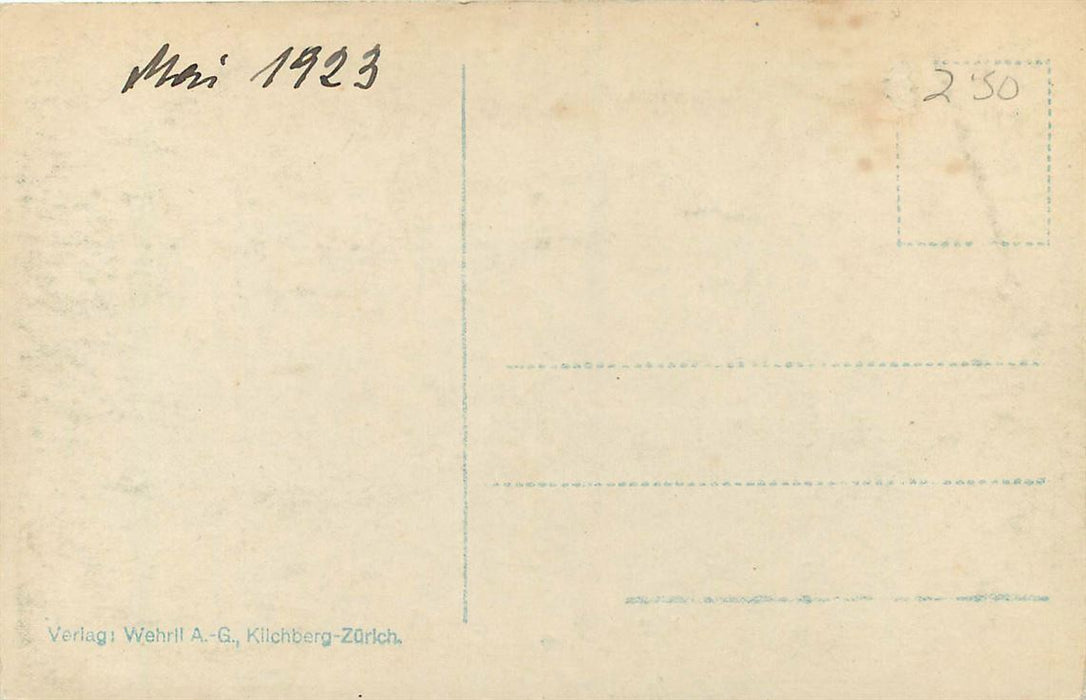 Mai 1923
2'50
Verlag: Wehrli A.-G., Kilchberg-Zürich.